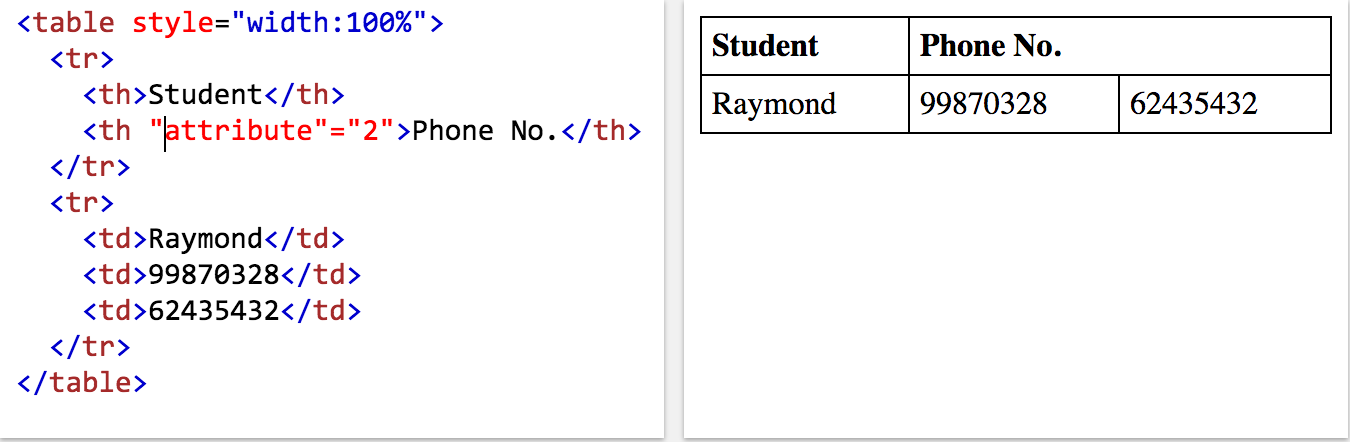 <table style="width:100%">
<tr>
<th>Student</th>
<th "attribute"="2">Phone No.</th>
</tr>
<tr>
<td>Raymond</td>
<td>99870328</td>
<td>62435432</td>
</tr>
</table>
Student Phone No.
Raymond 99870328 62435432